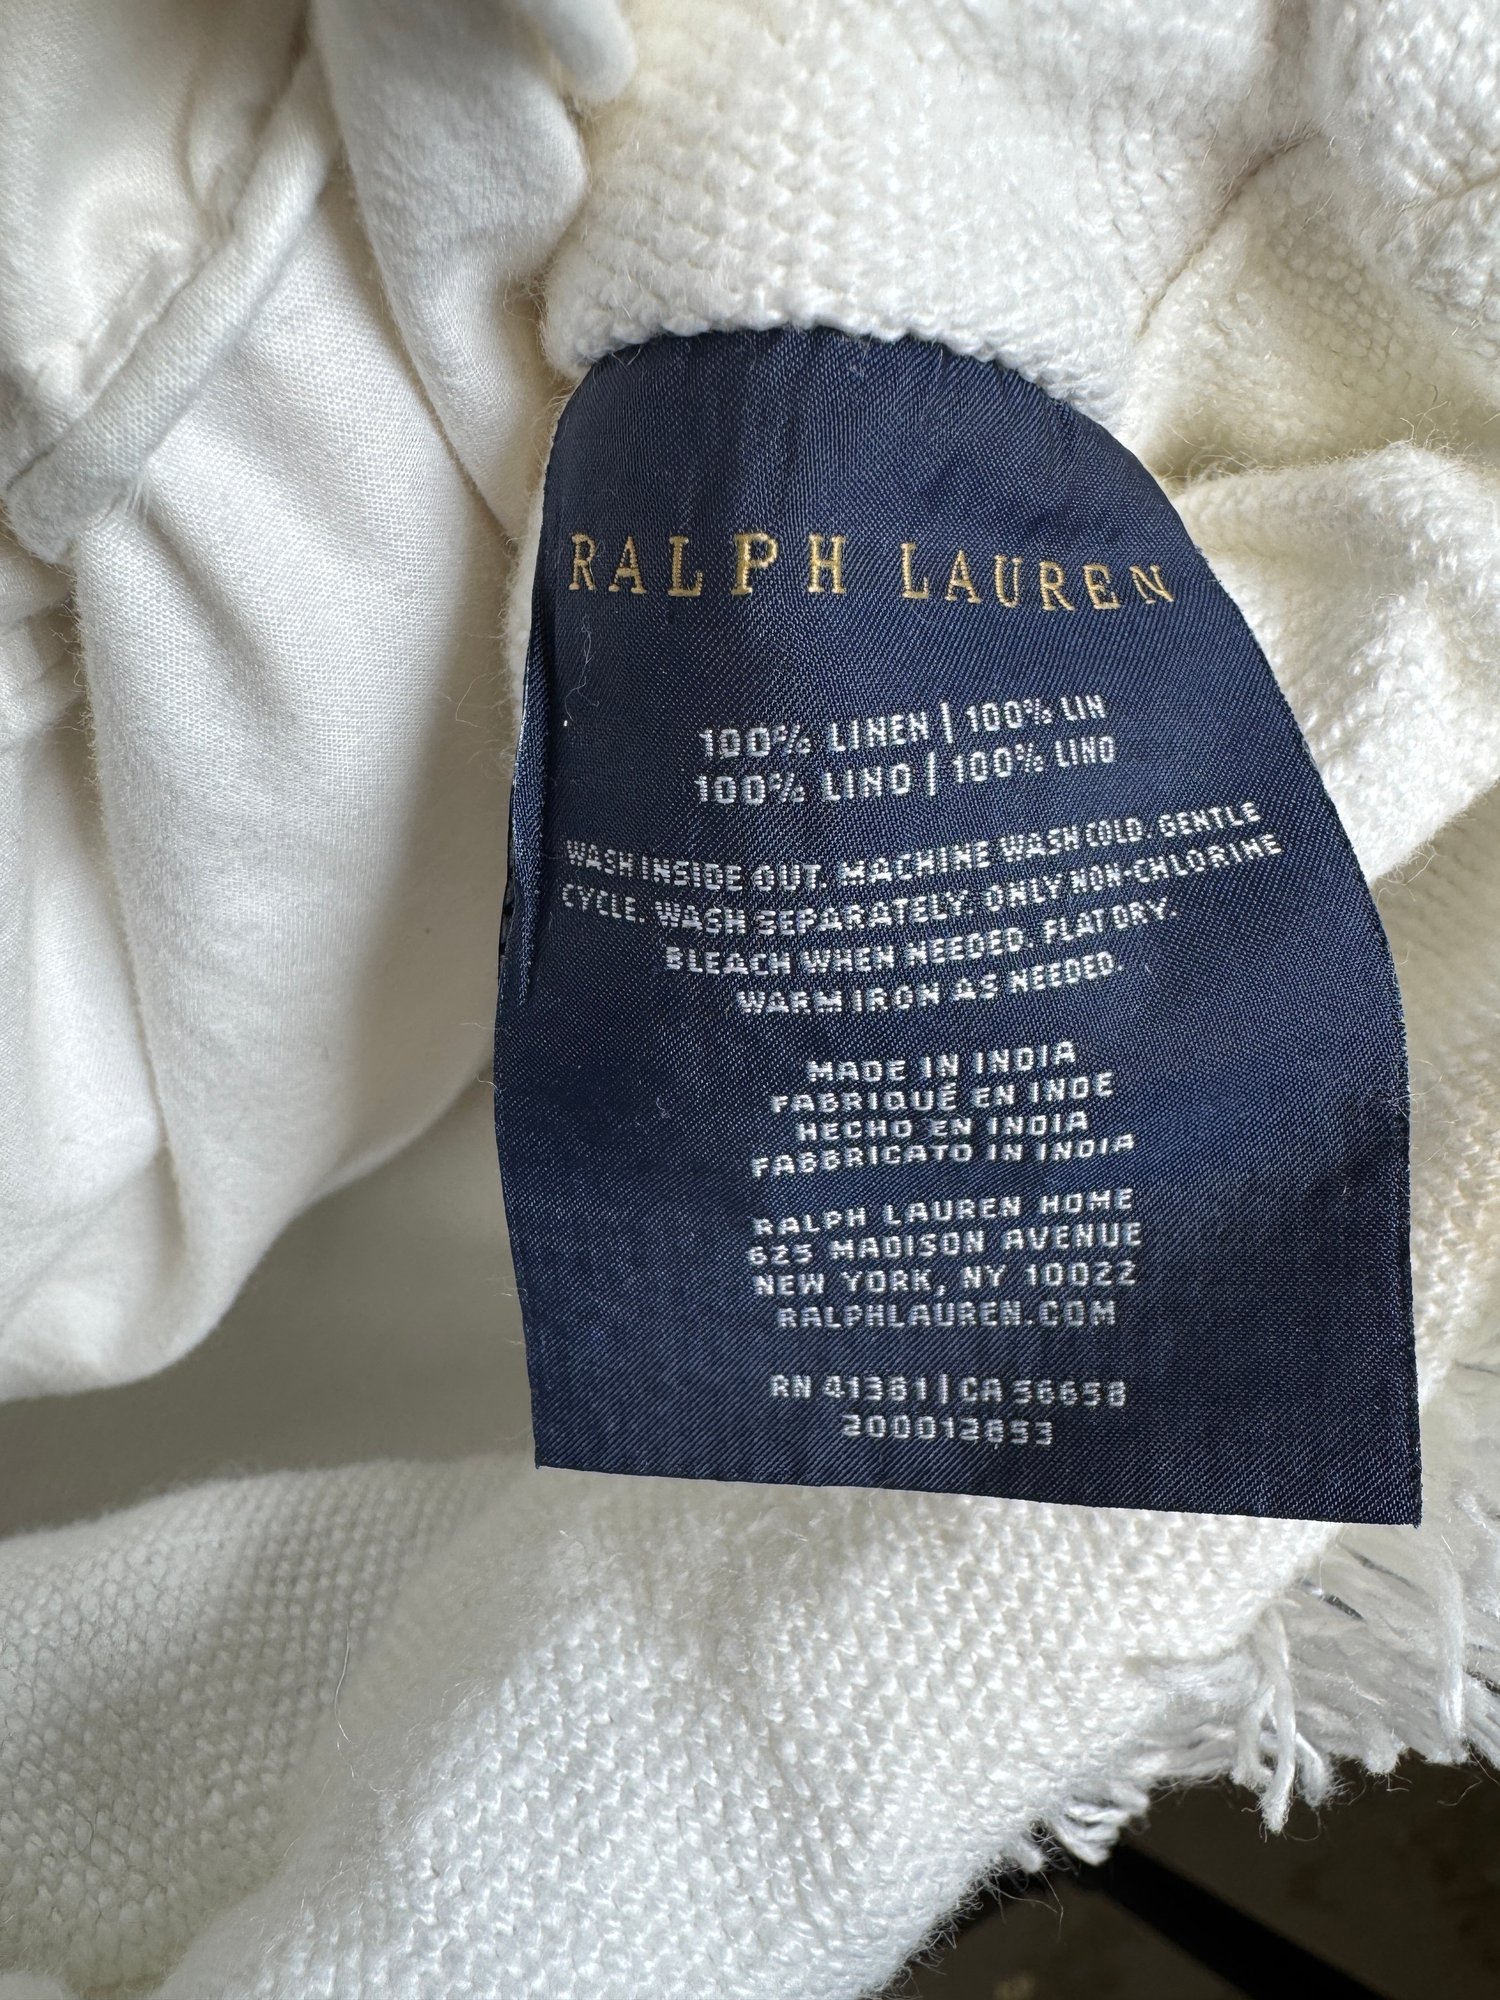 RALPH LAUREN
100% LINEN | 100% LIN
100% LINO | 100% LINO
WASH INSIDE OUT. MACHINE WASH COLD. GENTLE
CYCLE. WASH SEPARATELY. ONLY NON-CHLORINE
BLEACH WHEN NEEDED. FLAT DRY.
WARM IRON AS NEEDED.
MADE IN INDIA
FABRIQUÉ EN INDE
HECHO EN INDIA
FABBRICATO IN INDIA
RALPH LAUREN HOME
625 MADISON AVENUE
NEW YORK, NY 10022
RALPHLAUREN.COM
RN 41381 | CA 56658
200012853